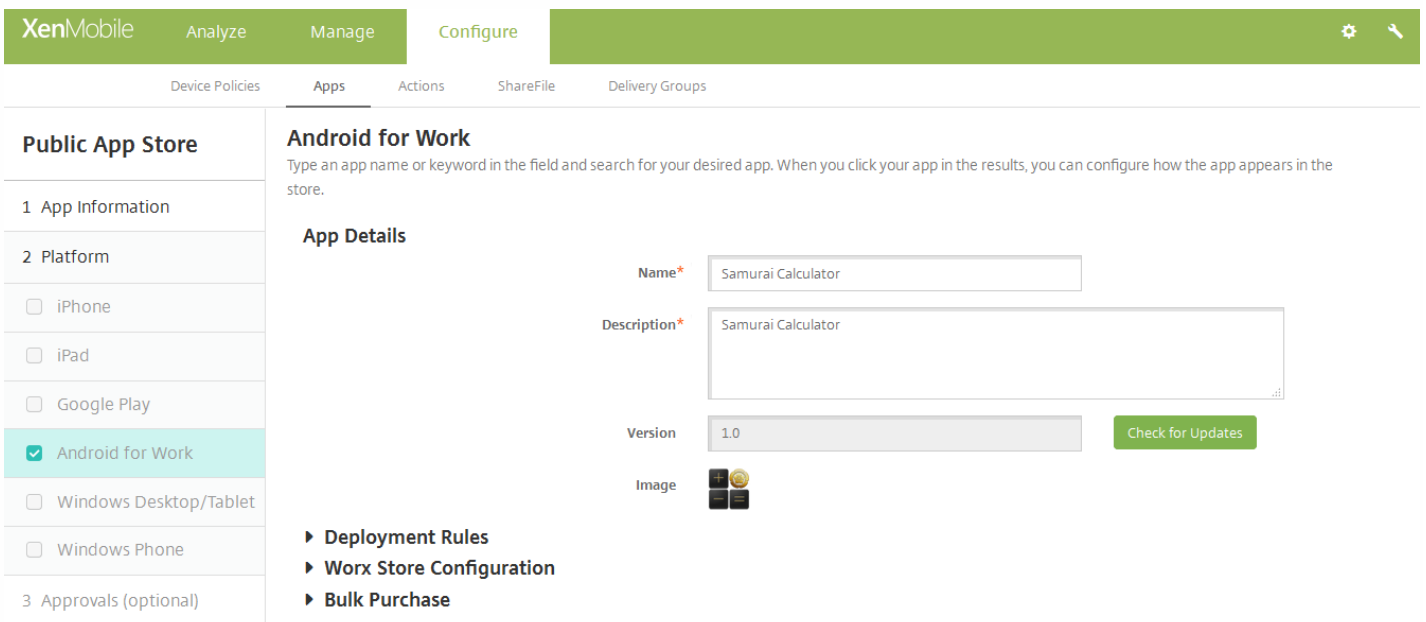 XenMobile Analyze Manage Configure
Device Policies Apps Actions ShareFile Delivery Groups
Public App Store
1 App Information
2 Platform
iPhone
iPad
Google Play
Android for Work
Windows Desktop/Tablet
Windows Phone
3 Approvals (optional)
Android for Work
Type an app name or keyword in the field and search for your desired app. When you click your app in the results, you can configure how the app appears in the
store.
App Details
Name* Samurai Calculator
Description* Samurai Calculator
Version 1.0 Check for Updates
Image
Deployment Rules
Worx Store Configuration
Bulk Purchase